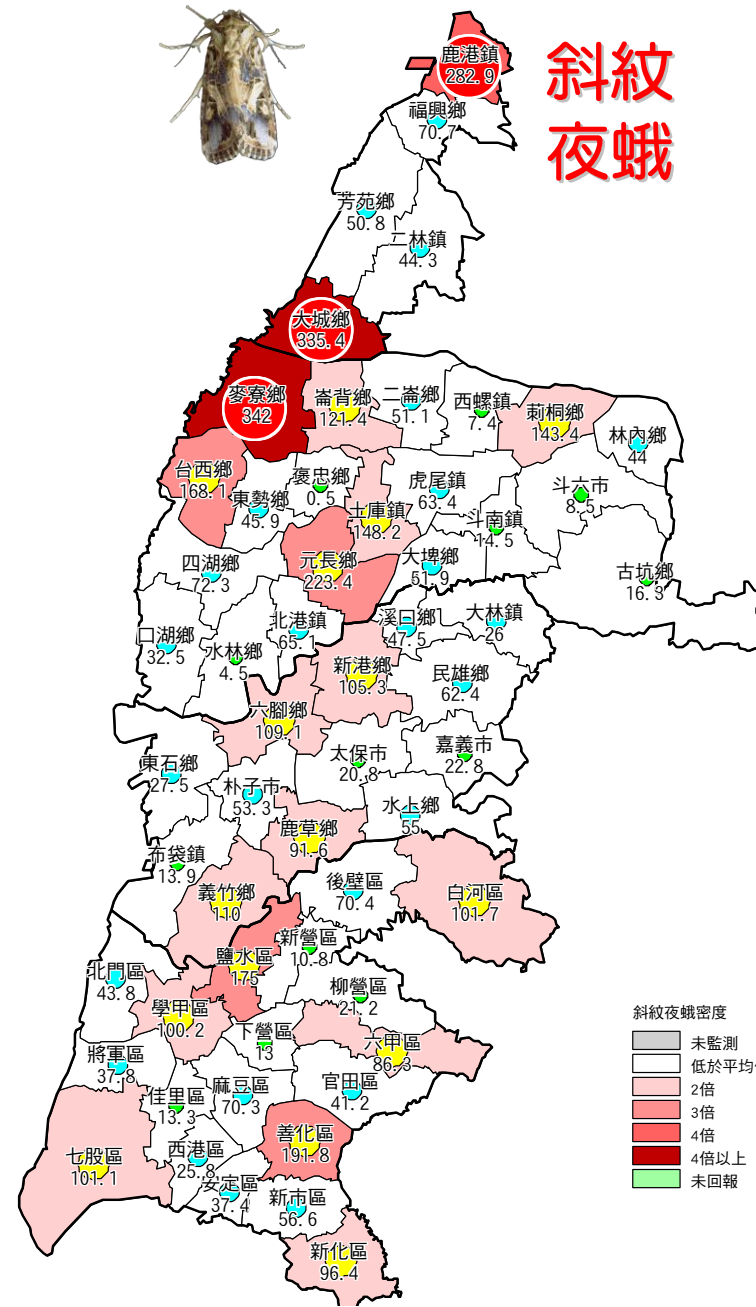 斜紋
夜蛾
鹿港鎮
282.9
福興鄉
70.7
芳苑鄉
50.8
二林鎮
44.3
大城鄉
335.4
麥寮鄉
342
崙背鄉
121.4
二崙鄉
51.1
西螺鎮
7.4
莿桐鄉
143.4
林內鄉
44
台西鄉
168.1
東勢鄉
45.9
褒忠鄉
0.5
土庫鎮
148.2
虎尾鎮
63.4
斗南鎮
14.5
斗六市
8.5
古坑鄉
16.3
四湖鄉
72.3
元長鄉
223.4
大埤鄉
51.9
口湖鄉
32.5
水林鄉
4.5
北港鎮
65.1
溪口鄉
47.5
大林鎮
26
新港鄉
105.3
民雄鄉
62.4
六腳鄉
109.1
東石鄉
27.5
朴子市
53.3
太保市
20.8
嘉義市
22.8
水上鄉
55
鹿草鄉
91.6
布袋鎮
13.9
義竹鄉
110
後壁區
70.4
白河區
101.7
鹽水區
175
新營區
10.8
柳營區
21.2
北門區
43.8
學甲區
100.2
下營區
13
六甲區
86.3
將軍區
37.8
佳里區
13.3
麻豆區
70.3
官田區
41.2
七股區
101.1
西港區
25.8
善化區
191.8
安定區
37.4
新市區
56.6
新化區
96.4
斜紋夜蛾密度
未監測
低於平均
2倍
3倍
4倍
4倍以上
未回報